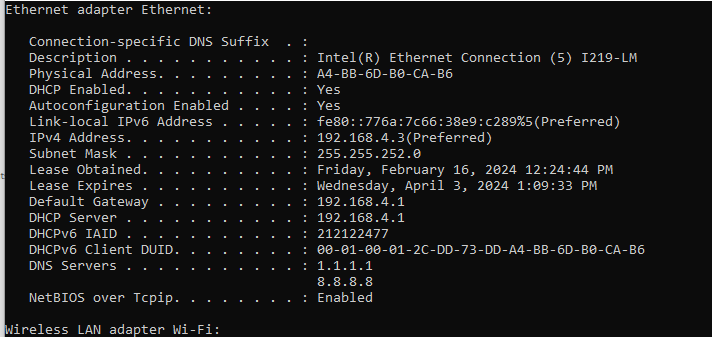 Ethernet adapter Ethernet:
Connection-specific DNS Suffix  . :
Description . . . . . . . . . . . : Intel(R) Ethernet Connection (5) I219-LM
Physical Address. . . . . . . . . : A4-BB-6D-B0-CA-B6
DHCP Enabled. . . . . . . . . . . : Yes
Autoconfiguration Enabled . . . . : Yes
Link-local IPv6 Address . . . . . : fe80::776a:7c66:38e9:c289%5(Preferred)
IPv4 Address. . . . . . . . . . . : 192.168.4.3(Preferred)
Subnet Mask . . . . . . . . . . . : 255.255.252.0
Lease Obtained. . . . . . . . . . : Friday, February 16, 2024 12:24:44 PM
Lease Expires . . . . . . . . . . : Wednesday, April 3, 2024 1:09:33 PM
Default Gateway . . . . . . . . . : 192.168.4.1
DHCP Server . . . . . . . . . . . : 192.168.4.1
DHCPv6 IAID . . . . . . . . . . . : 212122477
DHCPv6 Client DUID. . . . . . . . : 00-01-00-01-2C-DD-73-DD-A4-BB-6D-B0-CA-B6
DNS Servers . . . . . . . . . . . : 1.1.1.1
8.8.8.8
NetBIOS over Tcpip. . . . . . . . : Enabled
Wireless LAN adapter Wi-Fi: